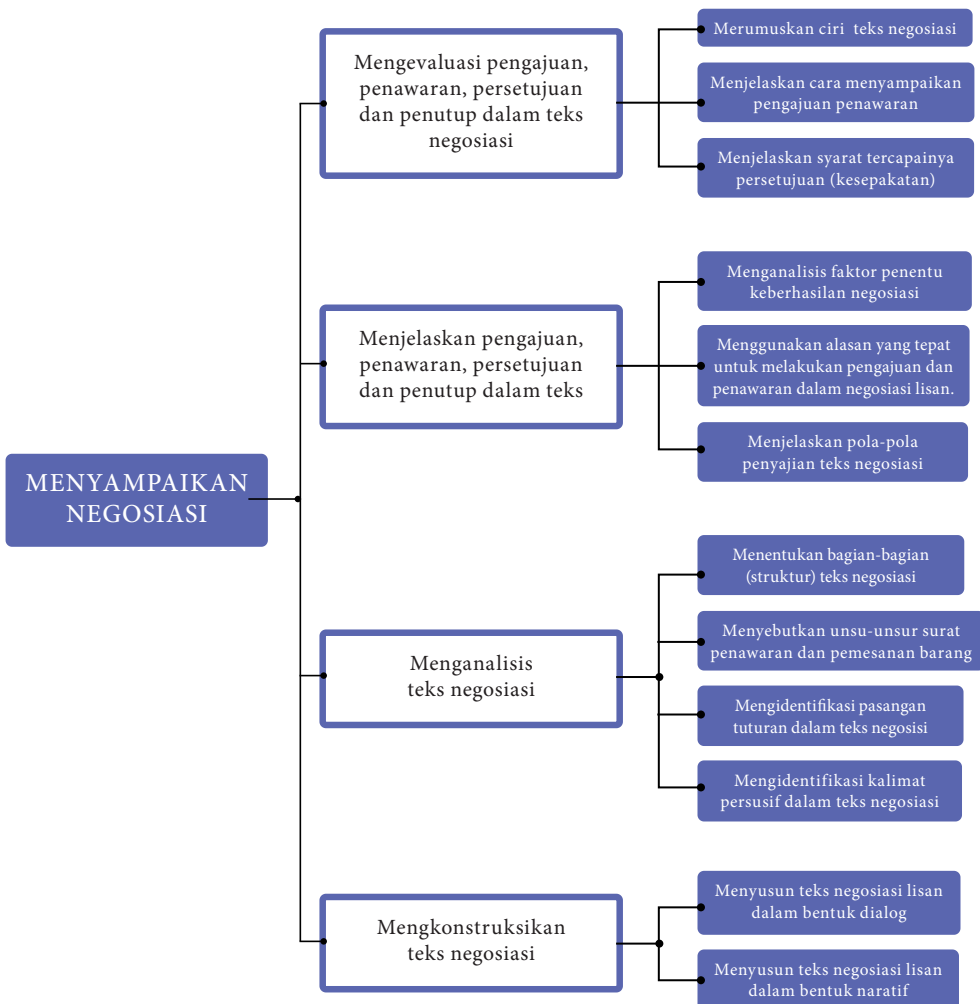 MENYAMPAIKAN
NEGOSIASI
Mengevaluasi pengajuan,
penawaran, persetujuan
dan penutup dalam teks
negosiasi
Merumuskan ciri teks negosiasi
Menjelaskan cara menyampaikan
pengajuan penawaran
Menjelaskan syarat tercapainya
persetujuan (kesepakatan)
Menjelaskan pengajuan,
penawaran, persetujuan
dan penutup dalam teks
Menganalisis faktor penentu
keberhasilan negosiasi
Menggunakan alasan yang tepat
untuk melakukan pengajuan dan
penawaran dalam negosiasi lisan.
Menjelaskan pola-pola
penyajian teks negosiasi
Menganalisis
teks negosiasi
Menentukan bagian-bagian
(struktur) teks negosiasi
Menyebutkan unsu-unsur surat
penawaran dan pemesanan barang
Mengidentifikasi pasangan
tuturan dalam teks negosisi
Mengidentifikasi kalimat
persusif dalam teks negosiasi
Mengkonstruksikan
teks negosiasi
Menyusun teks negosiasi lisan
dalam bentuk dialog
Menyusun teks negosiasi lisan
dalam bentuk naratif